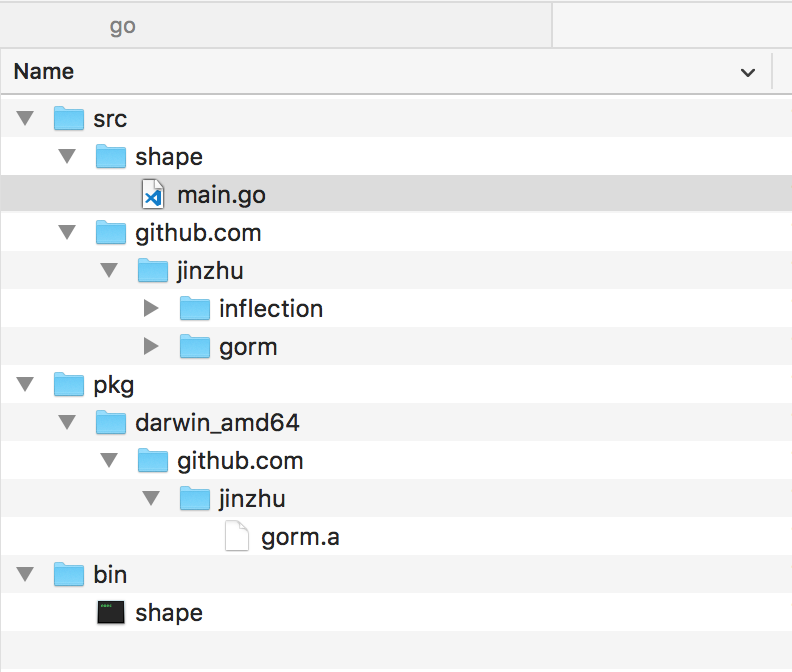 go
Name
src
shape
main.go
github.com
jinzhu
inflection
gorm
pkg
darwin_amd64
github.com
jinzhu
gorm.a
bin
shape